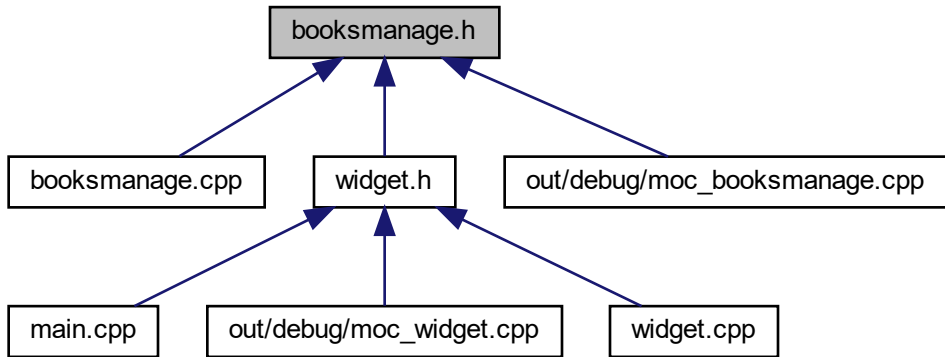 booksmanage.h
booksmanage.cpp
widget.h
out/debug/moc_booksmanage.cpp
main.cpp
out/debug/moc_widget.cpp
widget.cpp